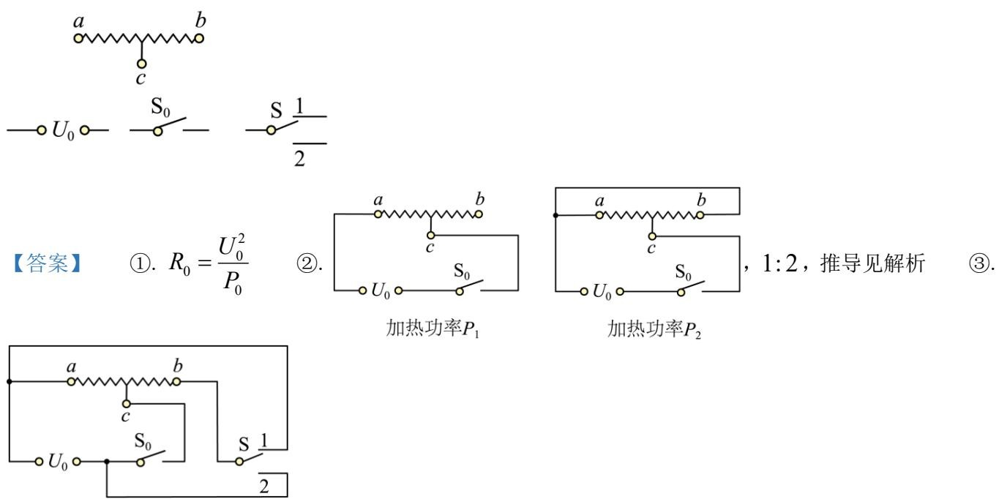 a b
c
U₀ S₀ S 1
2
【答案】 ①. R₀ = U₀²/P₀ ②. a b c U₀ S₀ 加热功率P₁ a b c U₀ S₀ 加热功率P₂ ，1:2，推导见解析 ③.
a b
c
U₀ S₀ S 1
2